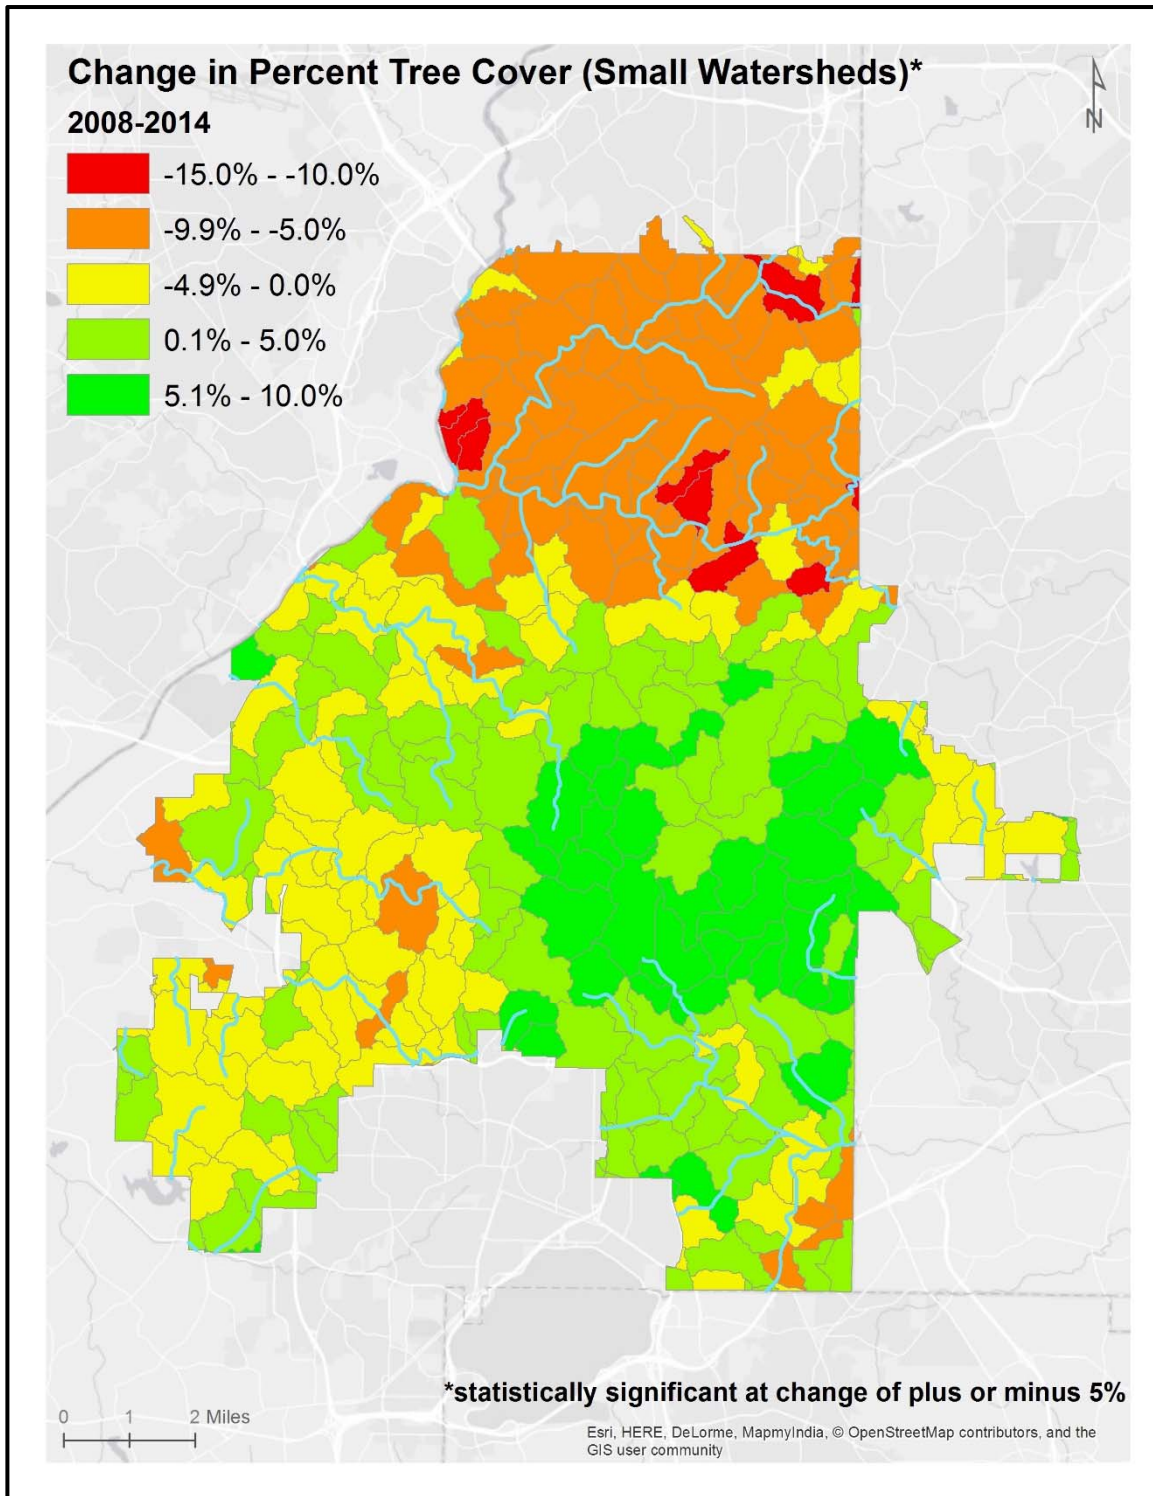 Change in Percent Tree Cover (Small Watersheds)*
2008-2014
-15.0% - -10.0%
-9.9% - -5.0%
-4.9% - 0.0%
0.1% - 5.0%
5.1% - 10.0%
N
*statistically significant at change of plus or minus 5%
0 1 2 Miles
Esri, HERE, DeLorme, MapmyIndia, © OpenStreetMap contributors, and the
GIS user community